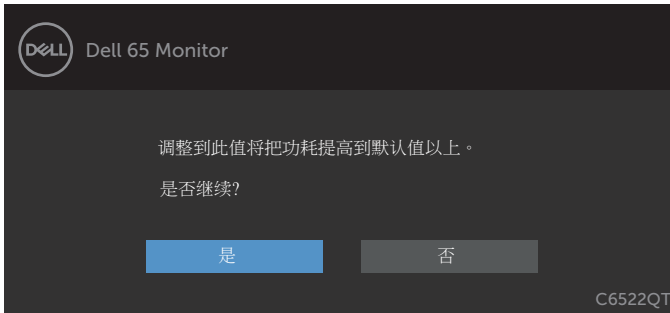 DELL
Dell 65 Monitor
调整到此值将把功耗提高到默认值以上。
是否继续?
是
否
C6522QT